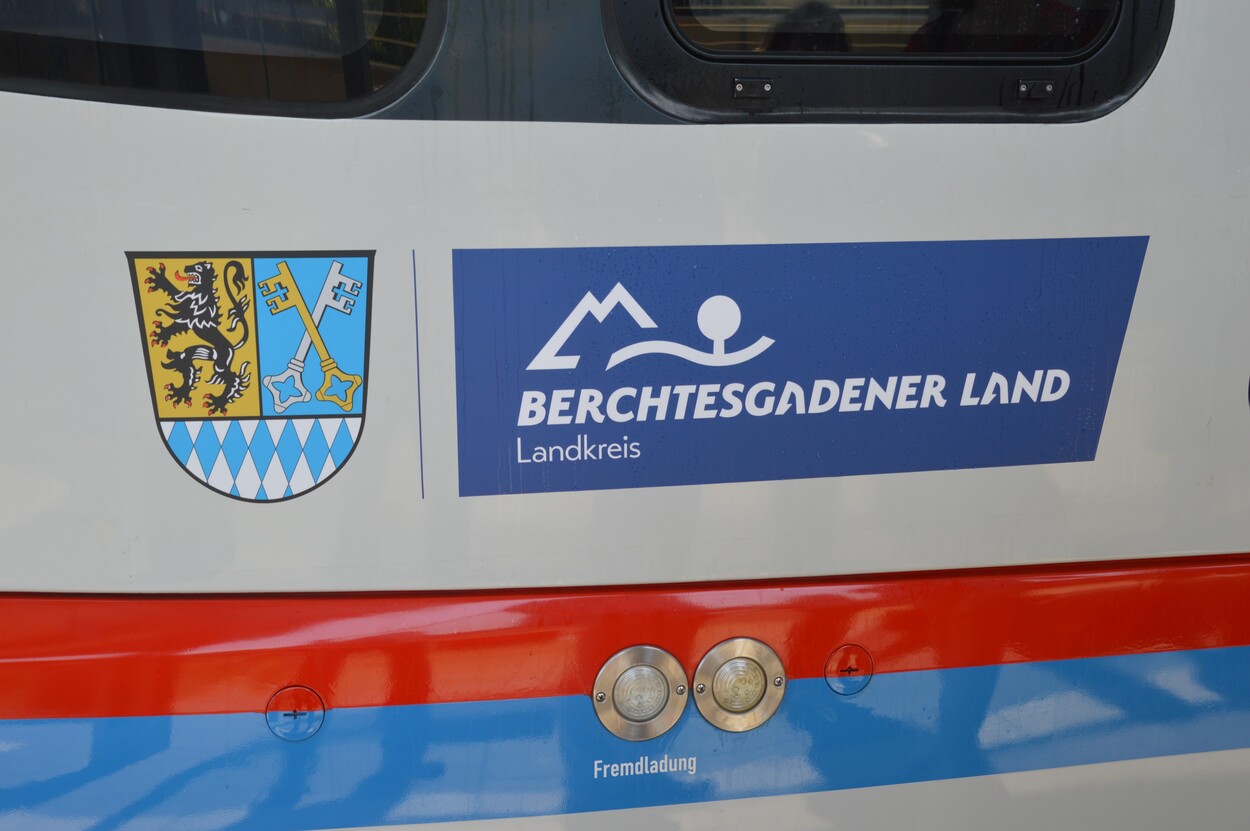 BERCHTESGADENER LAND
Landkreis
Fremdladung